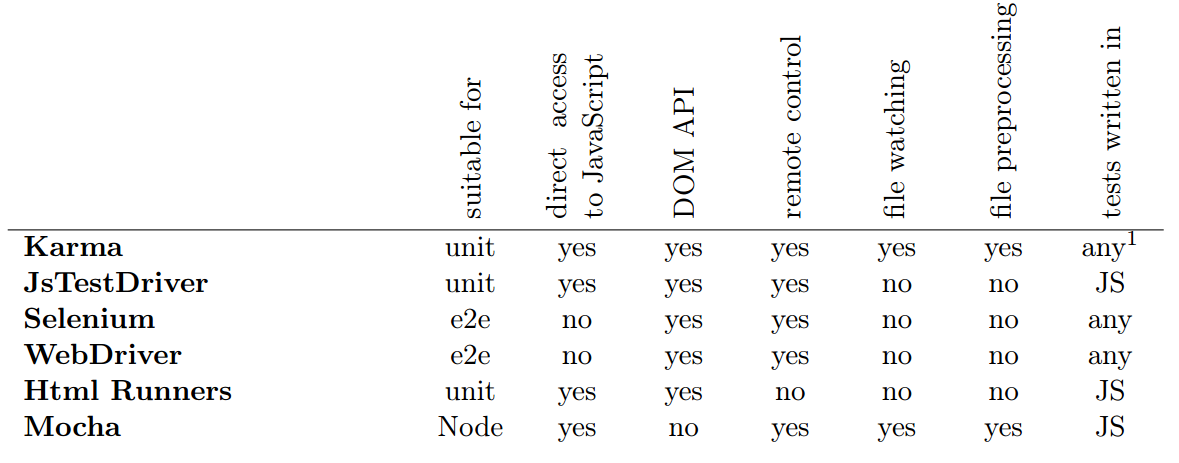 suitable for direct access to JavaScript DOM API remote control file watching file preprocessing tests written in
Karma unit yes yes yes yes yes any¹
JsTestDriver unit yes yes yes no no JS
Selenium e2e no yes yes no no any
WebDriver e2e no yes yes no no any
Html Runners unit yes yes no no no JS
Mocha Node yes no yes yes yes JS